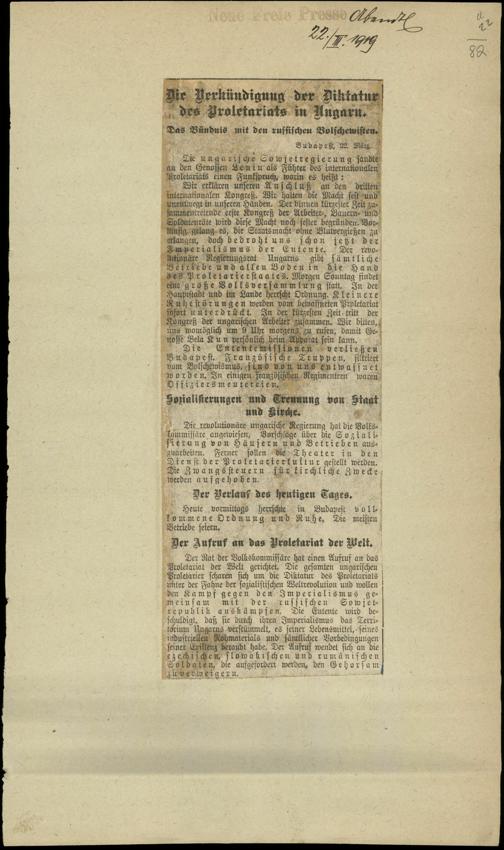 Neue Freie Presse Abendbl
22./III. 1919
82
Die Verkündigung der Diktatur
des Proletariats in Ungarn.
Das Bündnis mit den russischen Bolschewisten.
Budapest, 22. März.
Die ungarische Sowjetregierung sandte
an den Genossen Lenin als Führer des internationalen
Proletariats einen Funkspruch, worin es heißt:
Wir erklären unseren Anschluß an den dritten
internationalen Kongreß. Wir halten die Macht fest und
unentwegt in unseren Händen. Der binnen kürzester Zeit zu-
sammentretende erste Kongreß der Arbeiter-, Bauern- und
Soldatenräte wird diese Macht noch fester begründen. Vor-
läufig gelang es, die Staatsmacht ohne Blutvergießen zu
erlangen, doch bedroht uns schon jetzt der
Imperialismus der Entente. Der revo-
lutionäre Regierungsrat Ungarns gibt sämtliche
Betriebe und allen Boden in die Hand
des Proletarierstaates. Morgen Sonntag findet
eine große Volksversammlung statt. In der
Hauptstadt und im Lande herrscht Ordnung. Kleinere
Ruhestörungen werden vom bewaffneten Proletariat
sofort unterdrückt. In der kürzesten Zeit tritt der
Kongreß der ungarischen Arbeiter zusammen. Wir bitten,
uns womöglich um 9 Uhr morgens zu rufen, damit Ge-
nosse Bela Kun persönlich beim Apparat sein kann.
Die Ententemissionen verließen
Budapest. Französische Truppen, filtriert
vom Bolschewismus, sind von uns entwaffnet
worden. In einigen französischen Regimentern waren
Offiziersmeutereien.
Sozialisierungen und Trennung von Staat
und Kirche.
Die revolutionäre ungarische Regierung hat die Volks-
kommissäre angewiesen, Vorschläge über die Soziali-
sierung von Häusern und Betrieben aus-
zuarbeiten. Ferner sollen die Theater in den
Dienst der Proletarierkultur gestellt werden.
Die Zwangssteuern für kirchliche Zwecke
werden aufgehoben.
Der Verlauf des heutigen Tages.
Heute vormittags herrschte in Budapest voll-
kommene Ordnung und Ruhe. Die meisten
Betriebe feiern.
Der Aufruf an das Proletariat der Welt.
Der Rat der Volkskommissäre hat einen Aufruf an das
Proletariat der Welt gerichtet. Die gesamten ungarischen
Proletarier scharen sich um die Diktatur des Proletariats
unter der Fahne der sozialistischen Weltrevolution und wollen
den Kampf gegen den Imperialismus ge-
meinsam mit der russischen Sowjet-
republik auskämpfen. Die Entente wird be-
schuldigt, daß sie durch ihren Imperialismus das Terri-
torium Ungarns verstümmelt, es seiner Lebensmittel, seines
industriellen Rohmaterials und sämtlicher Vorbedingungen
seiner Existenz beraubt habe. Der Aufruf wendet sich an die
czechischen, slowakischen und rumänischen
Soldaten, die aufgefordert werden, den Gehorsam
zu verweigern.